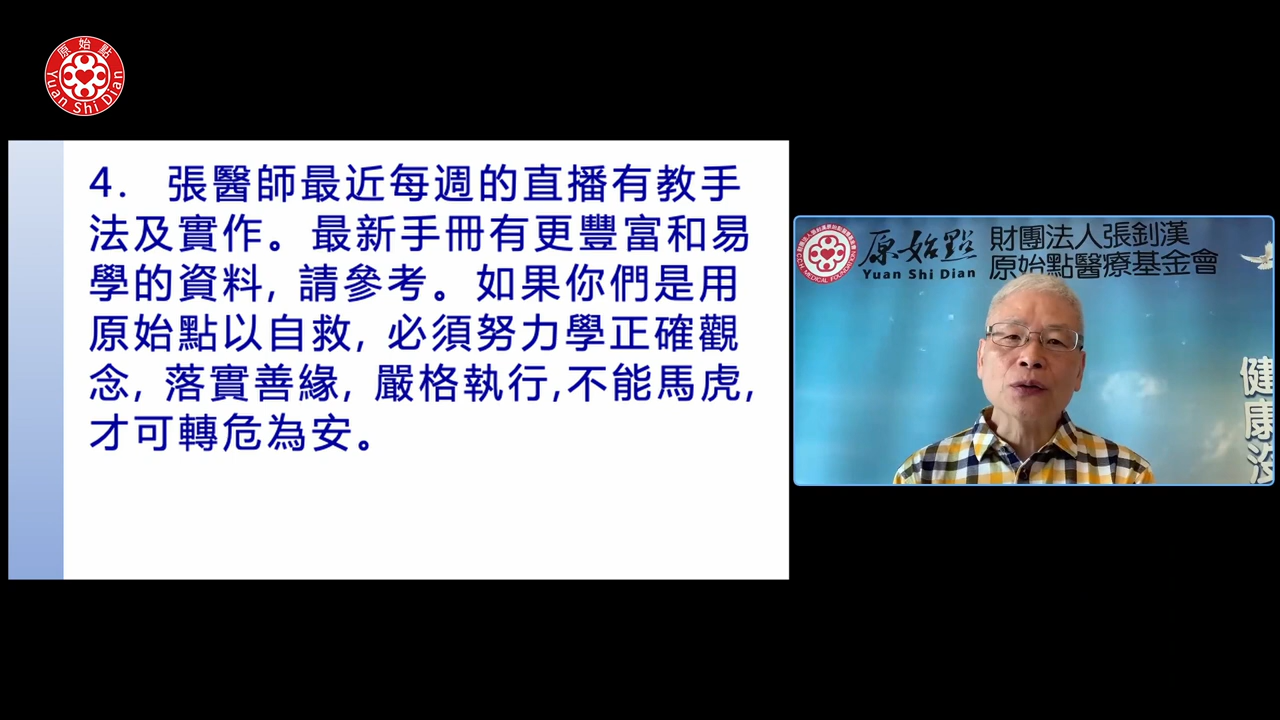 原始點
Yuan Shi Dian
4. 張醫師最近每週的直播有教手
法及實作。最新手冊有更豐富和易
學的資料, 請參考。如果你們是用
原始點以自救, 必須努力學正確觀
念, 落實善緣, 嚴格執行,不能馬虎,
才可轉危為安。
原始點
Yuan Shi Dian
財團法人張釗漢
原始點醫療基金會
健康